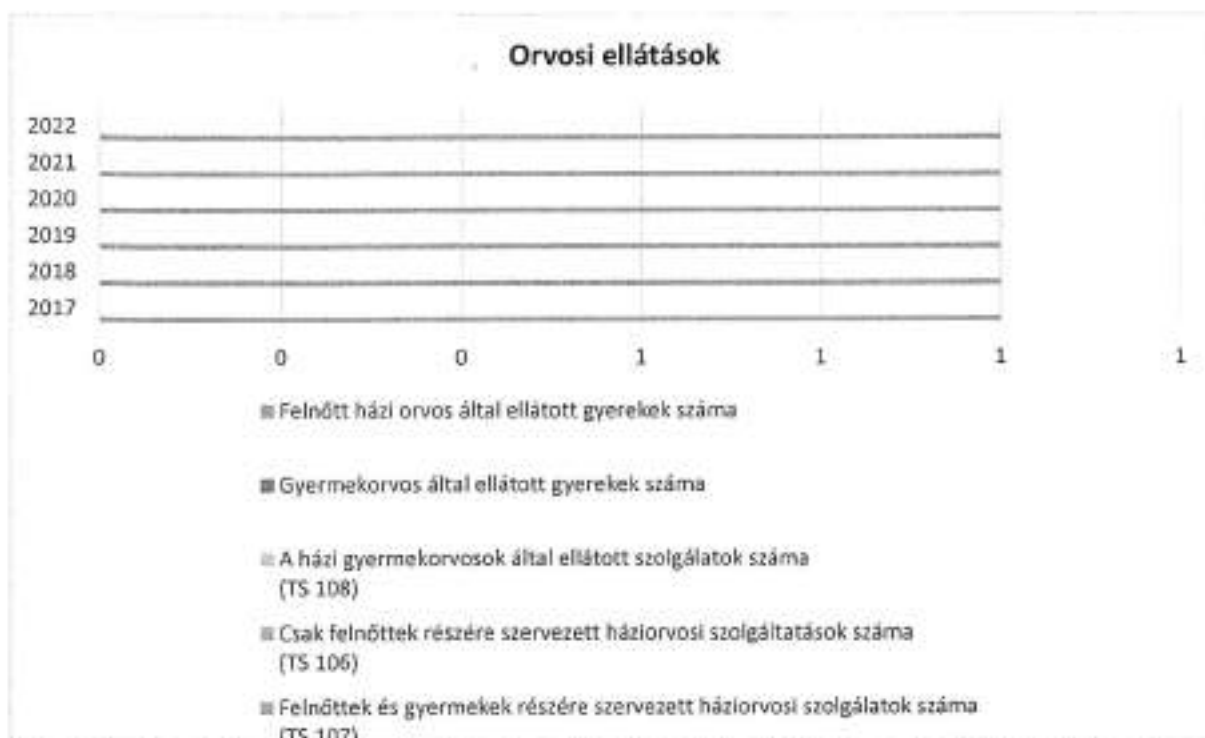 Orvosi ellátások
2022
2021
2020
2019
2018
2017
0 0 0 1 1 1 1
Felnőtt házi orvos által ellátott gyerekek száma
Gyermekorvos által ellátott gyerekek száma
A házi gyermekorvosok által ellátott szolgálatok száma
(TS 108)
Csak felnőttek részére szervezett háziorvosi szolgáltatások száma
(TS 106)
Felnőttek és gyermekek részére szervezett háziorvosi szolgálatok száma
(TS 107)